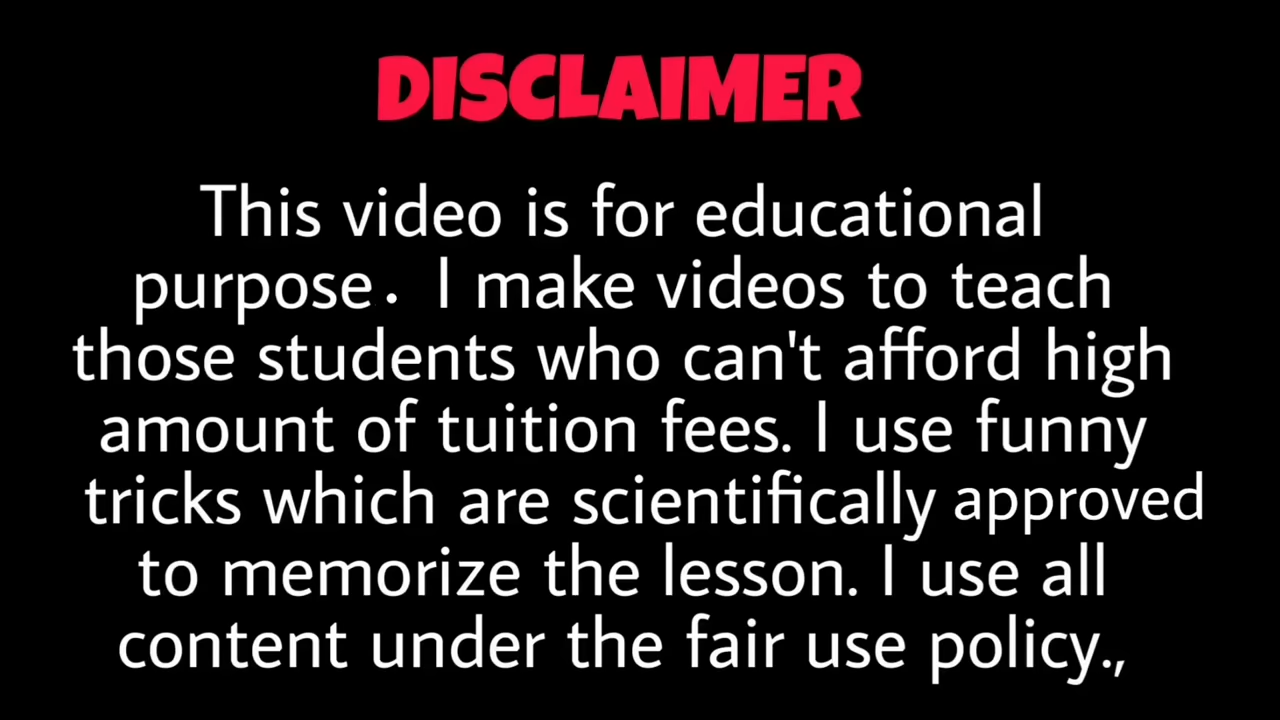 DISCLAIMER
This video is for educational
purpose. I make videos to teach
those students who can't afford high
amount of tuition fees. I use funny
tricks which are scientifically approved
to memorize the lesson. I use all
content under the fair use policy.,